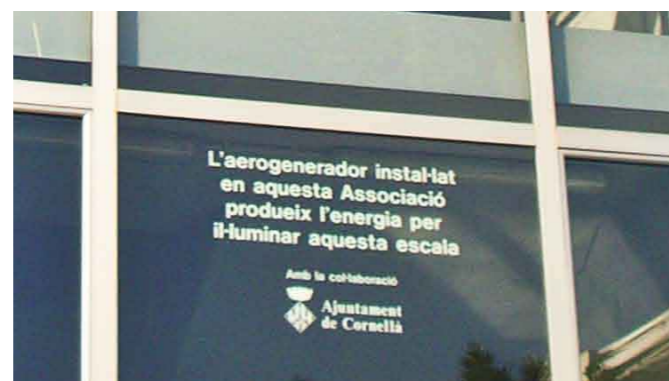 L'aerogenerador instal·lat
en aquesta Associació
produeix l'energia per
il·luminar aquesta escala
Amb la col·laboració
Ajuntament
de Cornellà